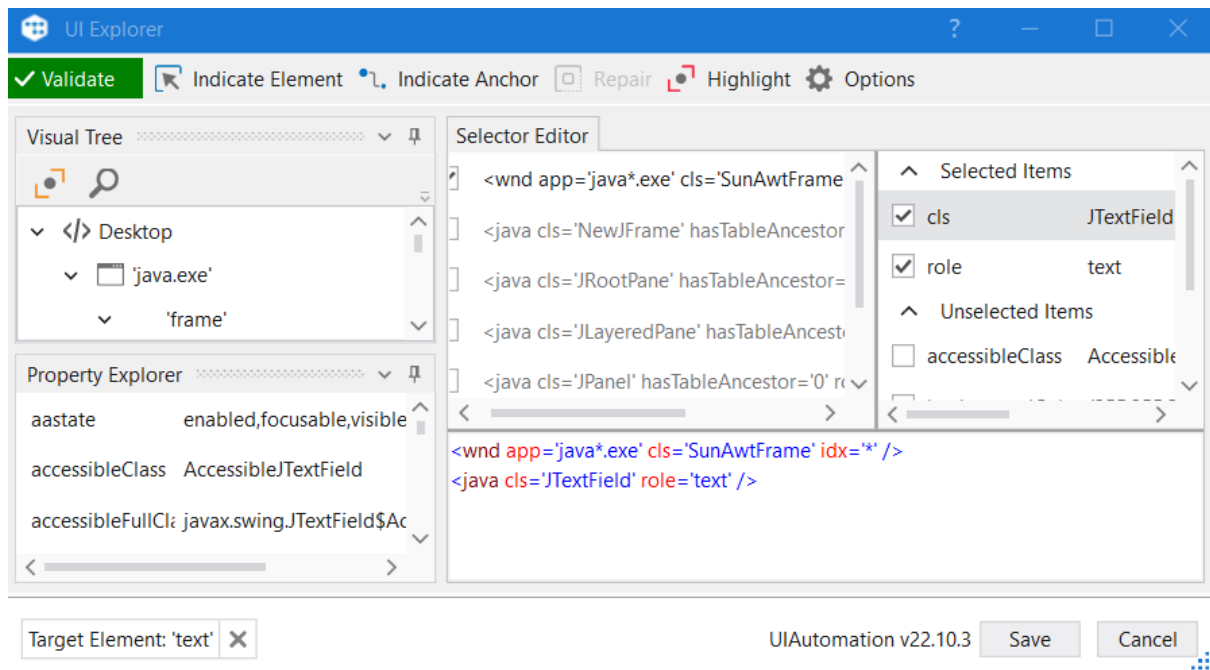 UI Explorer
?
Validate Indicate Element Indicate Anchor Repair Highlight Options
Visual Tree
</> Desktop
'java.exe'
'frame'
Property Explorer
aastate enabled,focusable,visible
accessibleClass AccessibleJTextField
accessibleFullCla javax.swing.JTextField$Ac
Selector Editor
<wnd app='java*.exe' cls='SunAwtFrame
<java cls='NewJFrame' hasTableAncestor
<java cls='JRootPane' hasTableAncestor=
<java cls='JLayeredPane' hasTableAncest
<java cls='JPanel' hasTableAncestor='0' r
Selected Items
cls JTextField
role text
Unselected Items
accessibleClass Accessible
<wnd app='java*.exe' cls='SunAwtFrame' idx='*' />
<java cls='JTextField' role='text' />
Target Element: 'text'
UIAutomation v22.10.3 Save Cancel